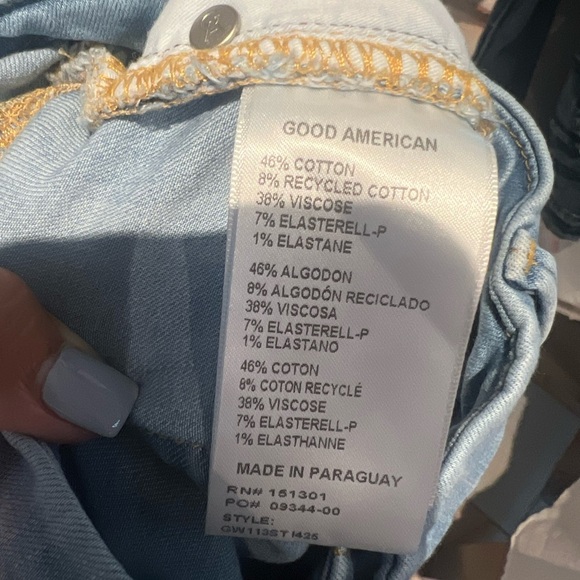 GOOD AMERICAN
46% COTTON
8% RECYCLED COTTON
38% VISCOSE
7% ELASTERELL-P
1% ELASTANE
46% ALGODON
8% ALGODÓN RECICLADO
38% VISCOSA
7% ELASTERELL-P
1% ELASTANO
46% COTON
8% COTON RECYCLÉ
38% VISCOSE
7% ELASTERELL-P
1% ELASTHANNE
MADE IN PARAGUAY
RN# 151301
PO# 09344-00
STYLE: